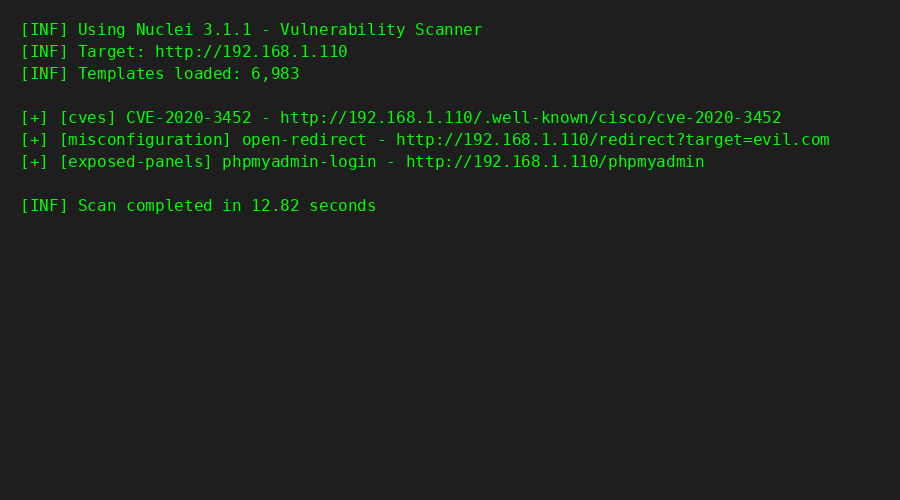 [INF] Using Nuclei 3.1.1 - Vulnerability Scanner
[INF] Target: http://192.168.1.110
[INF] Templates loaded: 6,983
[+] [cves] CVE-2020-3452 - http://192.168.1.110/.well-known/cisco/cve-2020-3452
[+] [misconfiguration] open-redirect - http://192.168.1.110/redirect?target=evil.com
[+] [exposed-panels] phpmyadmin-login - http://192.168.1.110/phpmyadmin
[INF] Scan completed in 12.82 seconds